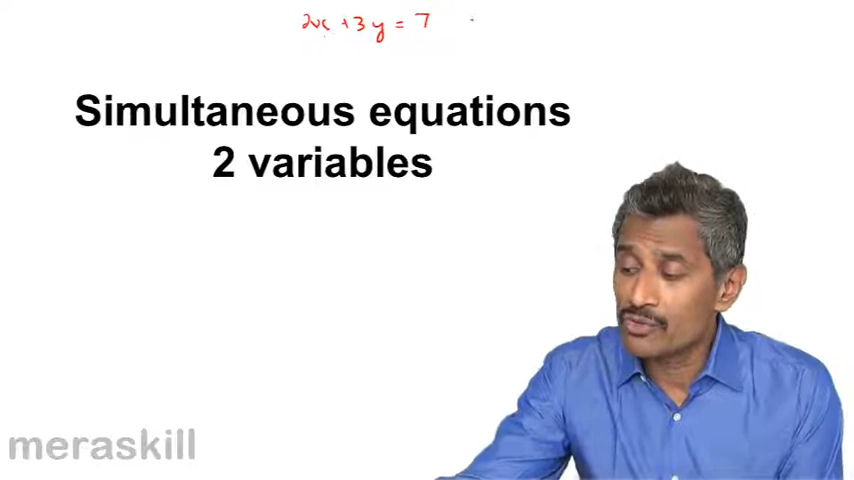 2x + 3y = 7
Simultaneous equations
2 variables
meraskill